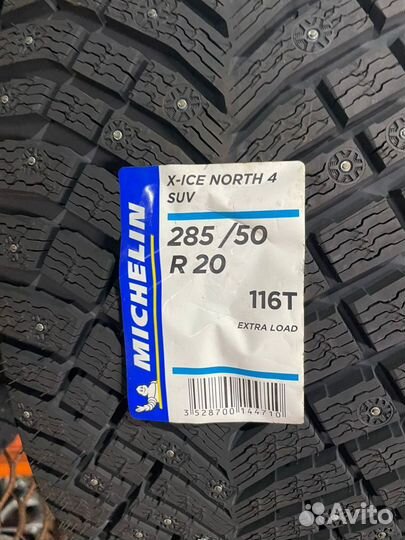 MICHELIN
X-ICE NORTH 4
SUV
285 /50
R 20
116T
EXTRA LOAD
3 528700 144710
Avito